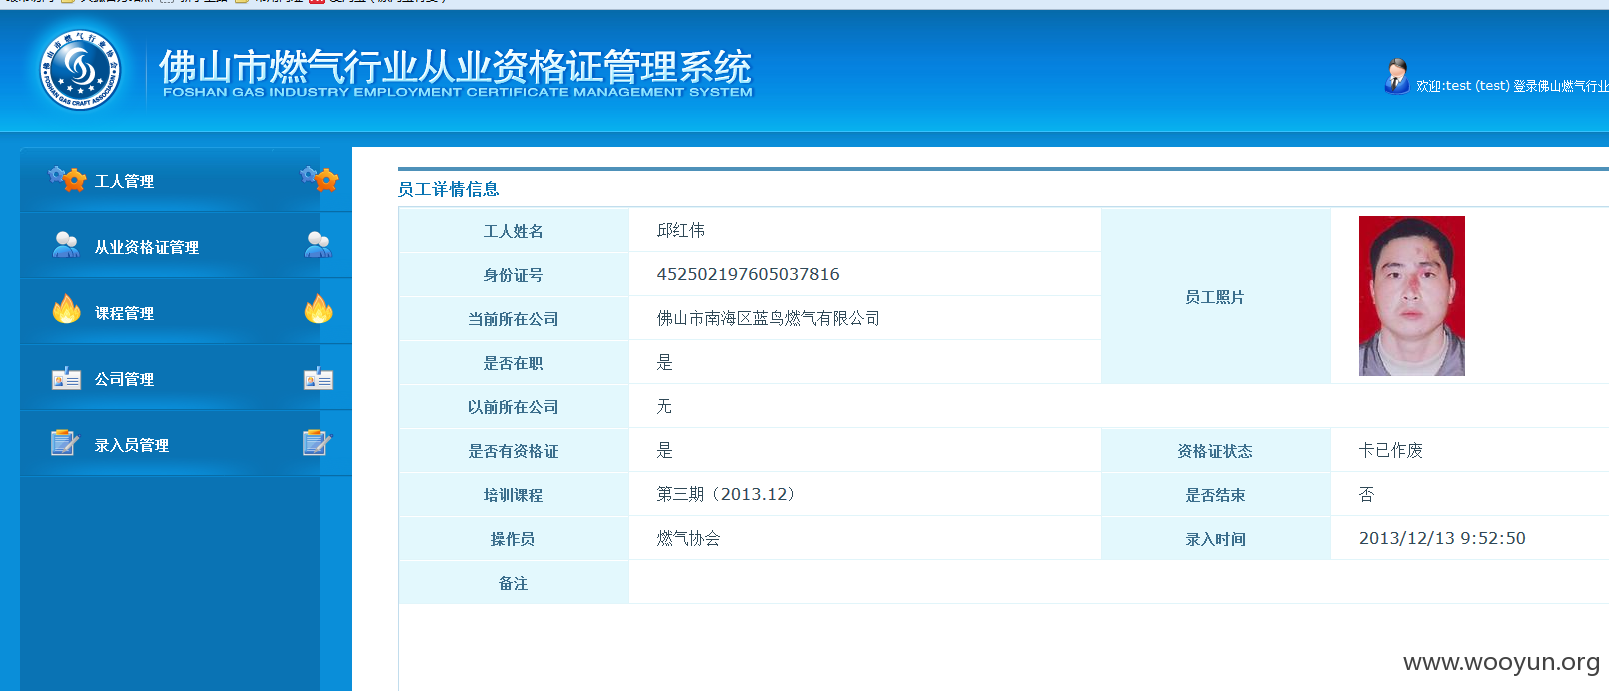 佛山市燃气行业从业资格证管理系统
FOSHAN GAS INDUSTRY EMPLOYMENT CERTIFICATE MANAGEMENT SYSTEM
欢迎:test (test) 登录佛山燃气行业
工人管理
从业资格证管理
课程管理
公司管理
录入员管理
员工详情信息
工人姓名 邱红伟
身份证号 452502197605037816
员工照片
当前所在公司 佛山市南海区蓝鸟燃气有限公司
是否在职 是
以前所在公司 无
是否有资格证 是 资格证状态 卡已作废
培训课程 第三期（2013.12） 是否结束 否
操作员 燃气协会 录入时间 2013/12/13 9:52:50
备注
www.wooyun.org